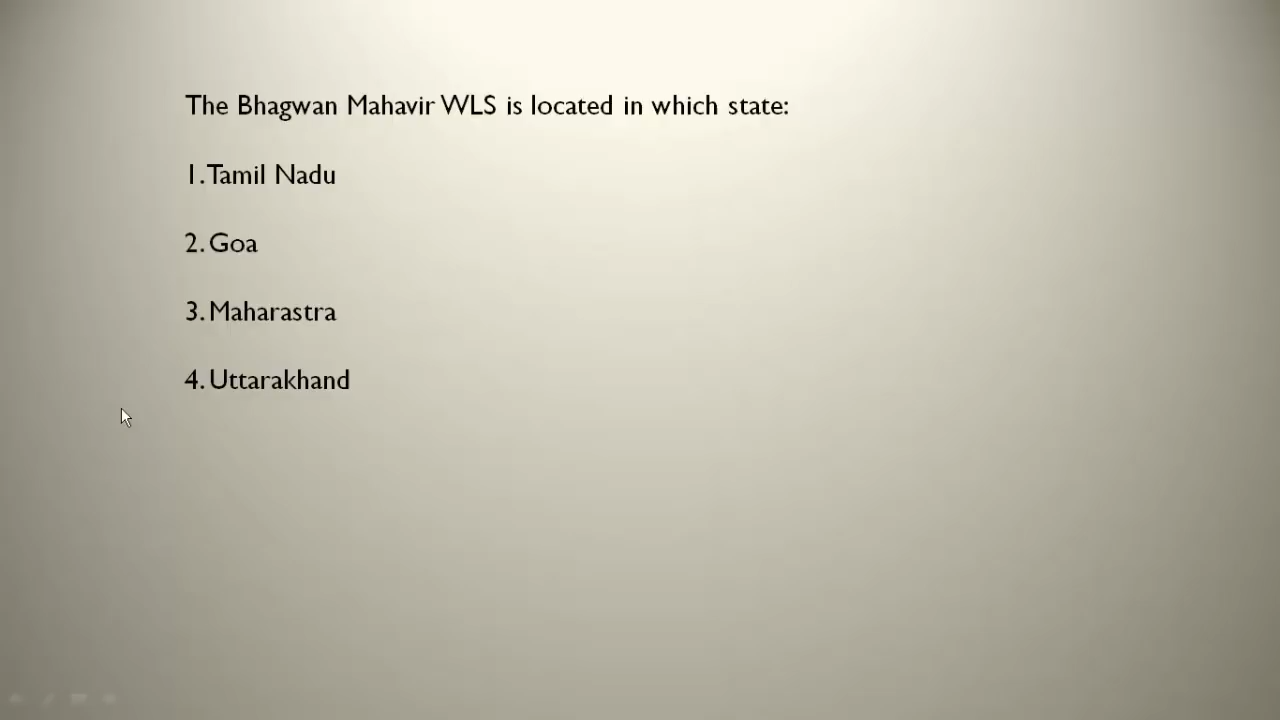 The Bhagwan Mahavir WLS is located in which state:
1. Tamil Nadu
2. Goa
3. Maharastra
4. Uttarakhand